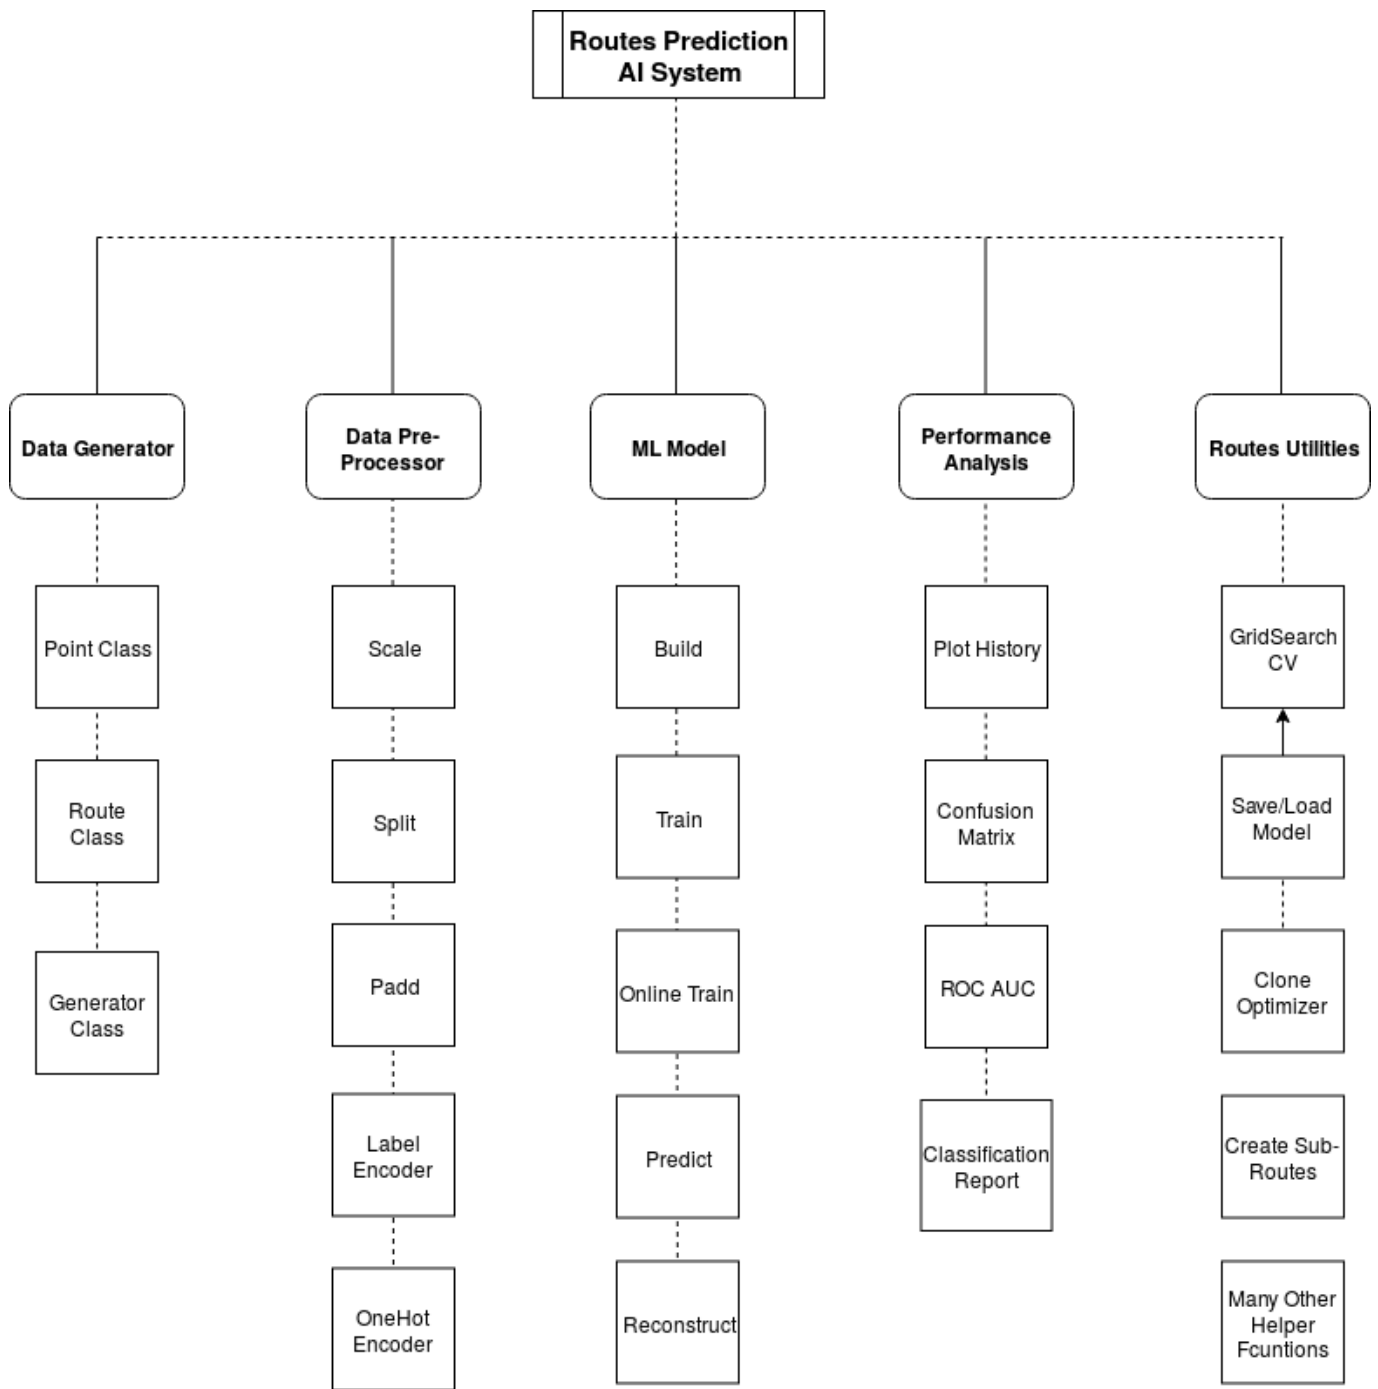 Routes Prediction
AI System
Data Generator
Data Pre-
Processor
ML Model
Performance
Analysis
Routes Utilities
Point Class
Route
Class
Generator
Class
Scale
Split
Padd
Label
Encoder
OneHot
Encoder
Build
Train
Online Train
Predict
Reconstruct
Plot History
Confusion
Matrix
ROC AUC
Classification
Report
GridSearch
CV
Save/Load
Model
Clone
Optimizer
Create Sub-
Routes
Many Other
Helper
Fcuntions